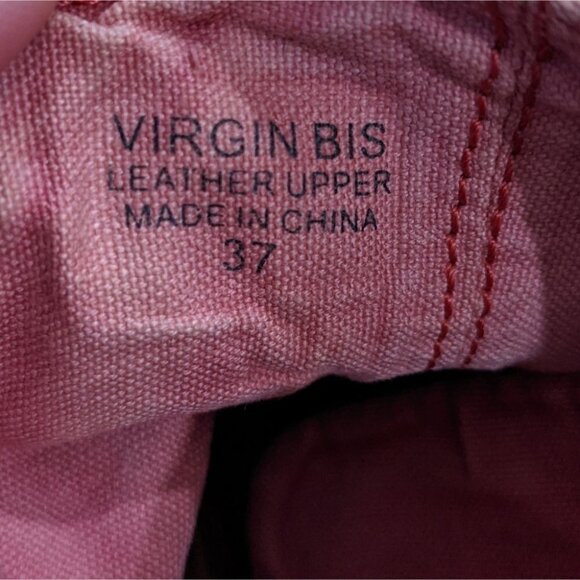 VIRGIN BIS
LEATHER UPPER
MADE IN CHINA
37